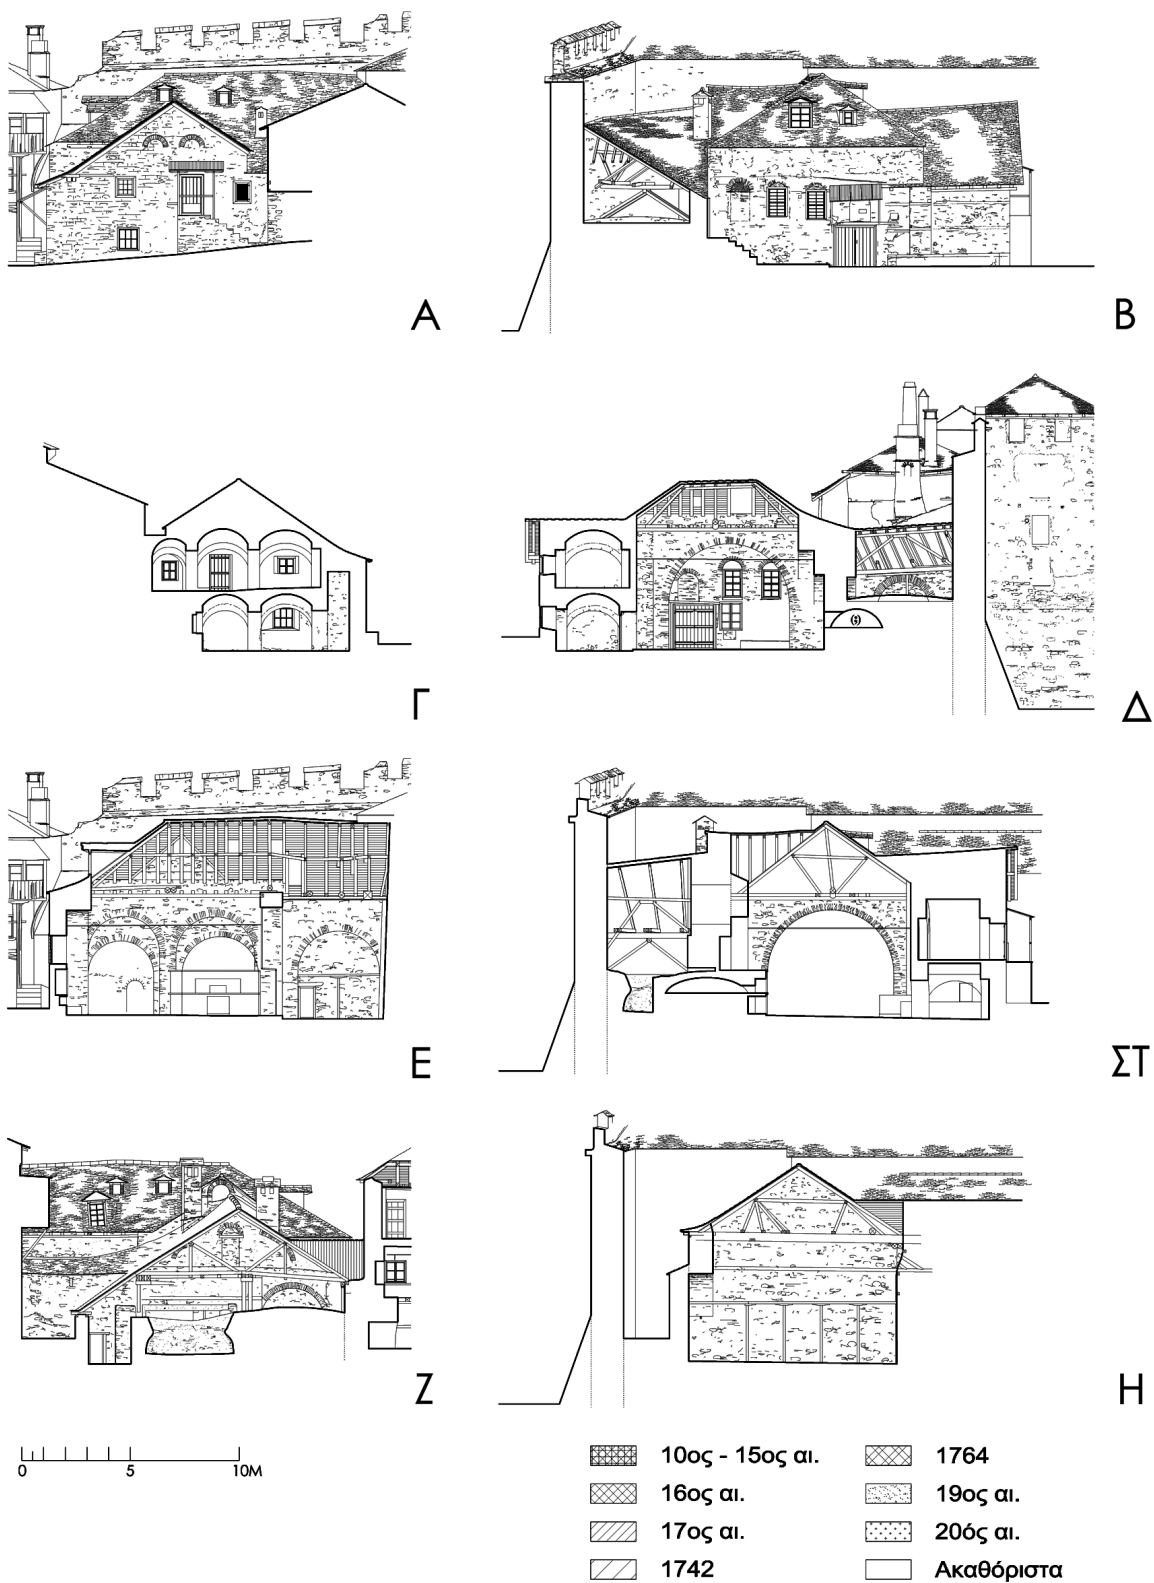 Α
Β
Γ
Δ
Ε
ΣΤ
Ζ
Η
0 5 10Μ
10ος - 15ος αι.
16ος αι.
17ος αι.
1742
1764
19ος αι.
20ός αι.
Ακαθόριστα